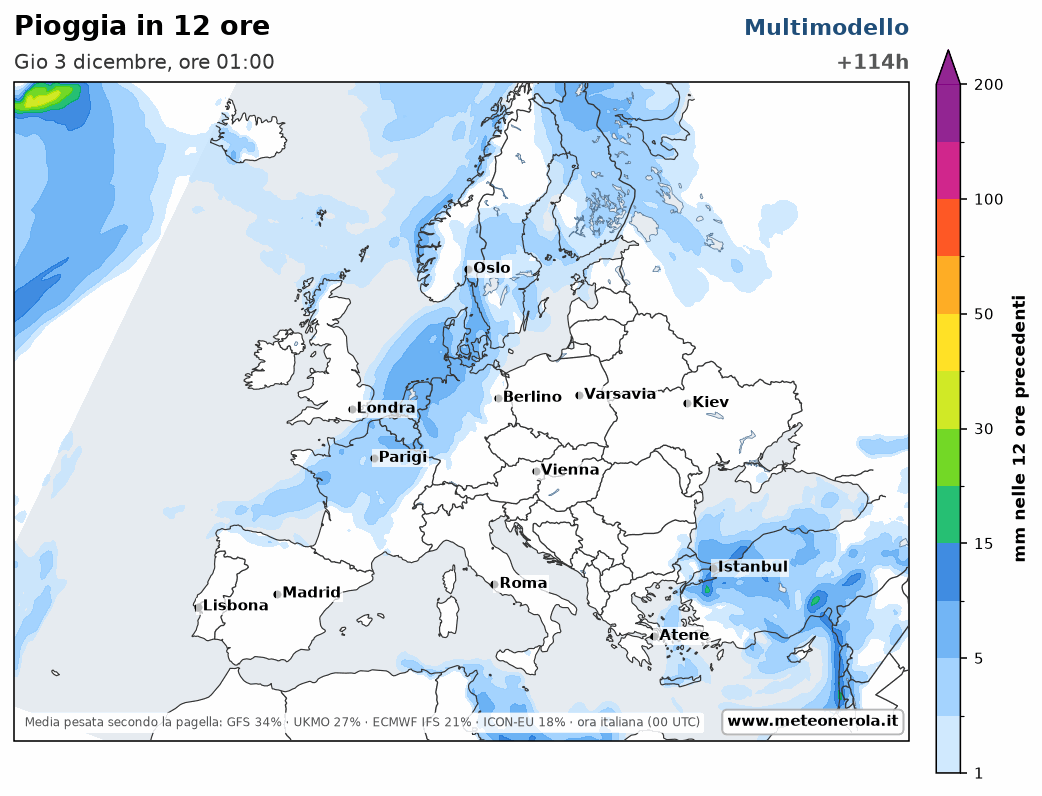 Pioggia in 12 ore
Multimodello
Gio 3 dicembre, ore 01:00
+114h
200
100
50
30
15
5
1
mm nelle 12 ore precedenti
Oslo
Londra
Berlino
Varsavia
Kiev
Parigi
Vienna
Istanbul
Roma
Madrid
Lisbona
Atene
Media pesata secondo la pagella: GFS 34% · UKMO 27% · ECMWF IFS 21% · ICON-EU 18% · ora italiana (00 UTC)
www.meteonerola.it